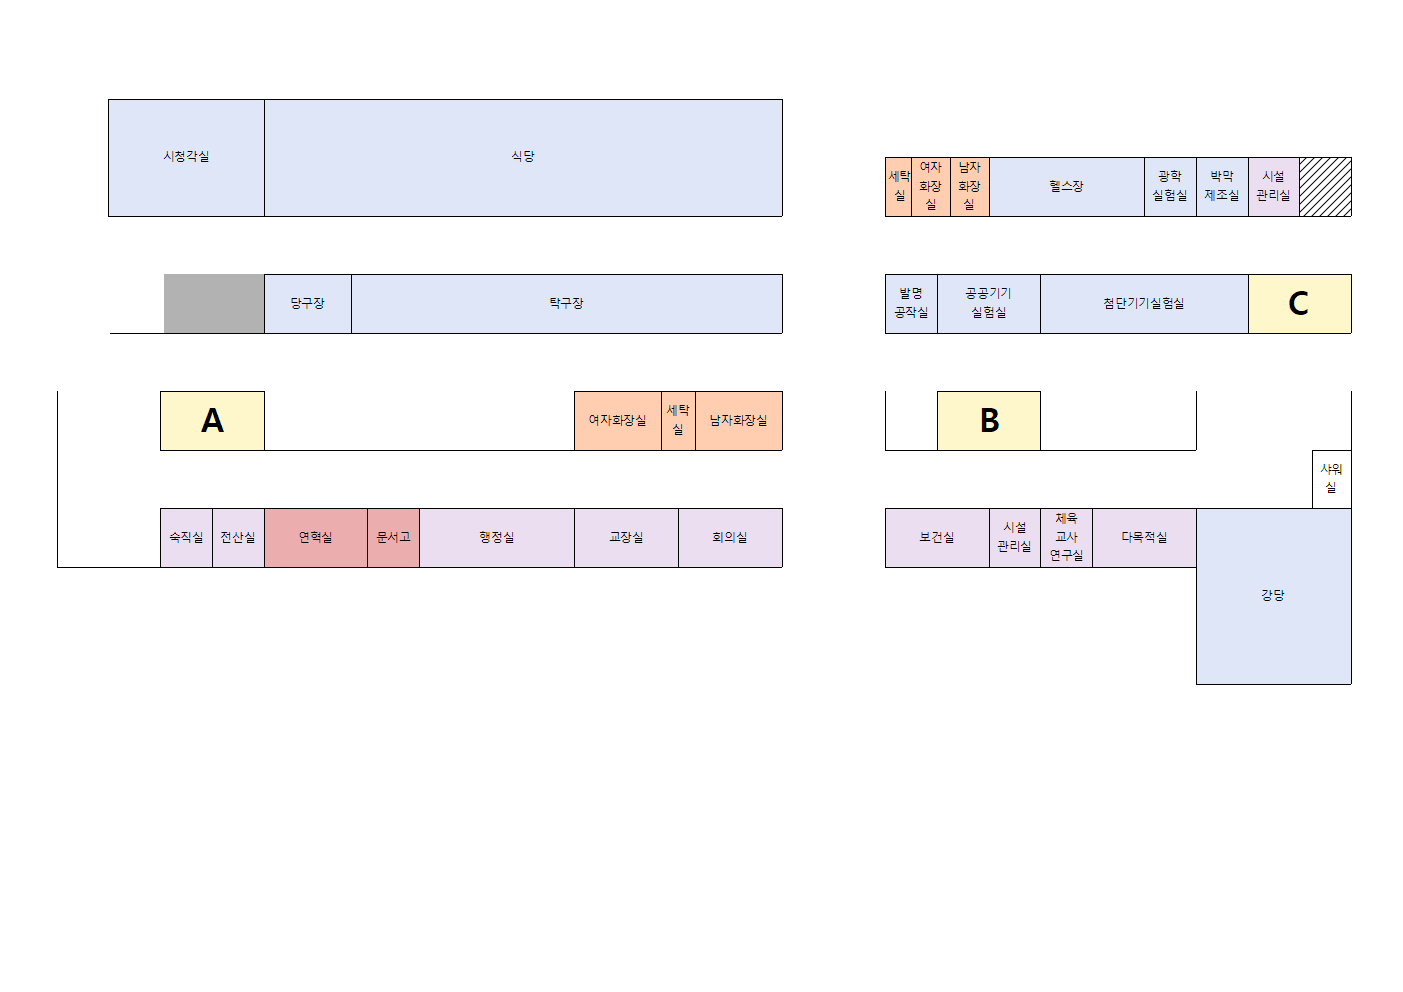 시청각실
식당
세탁
실
여자
화장
실
남자
화장
실
헬스장
광학
실험실
박막
제조실
시설
관리실
당구장
탁구장
발명
공작실
공공기기
실험실
첨단기기실험실
C
A
여자화장실
세탁
실
남자화장실
B
샤워
실
숙직실
전산실
연혁실
문서고
행정실
교장실
회의실
보건실
시설
관리실
체육
교사
연구실
다목적실
강당